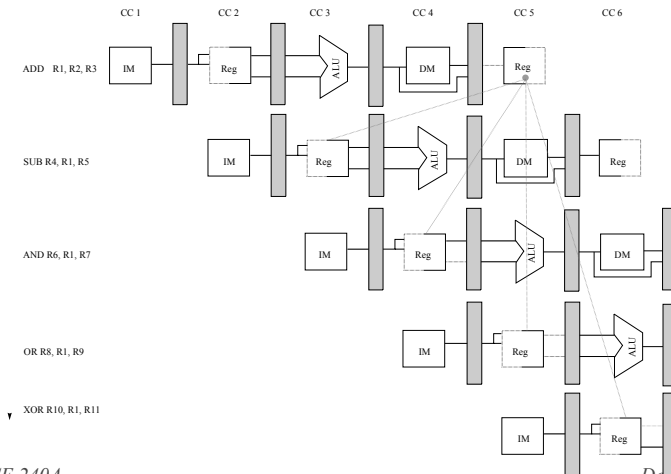 CC 1 CC 2 CC 3 CC 4 CC 5 CC 6
ADD R1, R2, R3 IM Reg ALU DM Reg
SUB R4, R1, R5 IM Reg ALU DM Reg
AND R6, R1, R7 IM Reg ALU DM
OR R8, R1, R9 IM Reg ALU
XOR R10, R1, R11 IM Reg